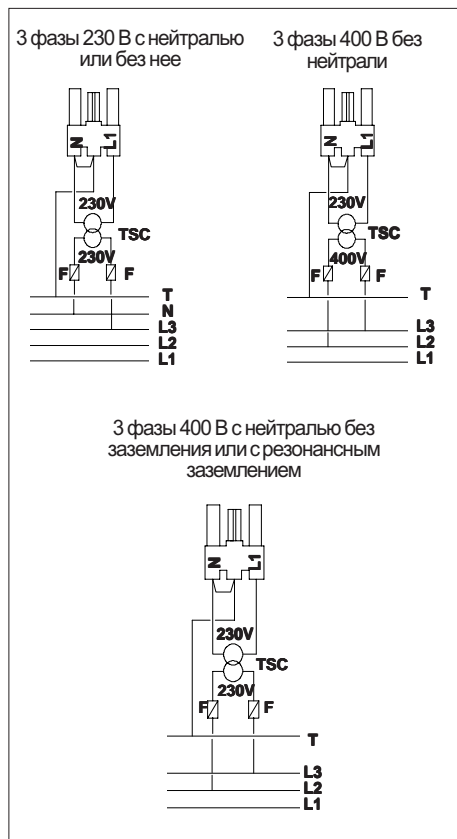 3 фазы 230 В с нейтралью
или без нее
N L1
230V
TSC
230V
F F
T
N
L3
L2
L1
3 фазы 400 В без
нейтрали
N L1
230V
TSC
400V
F F
T
L3
L2
L1
3 фазы 400 В с нейтралью без
заземления или с резонансным
заземлением
N L1
230V
TSC
230V
F F
T
L3
L2
L1